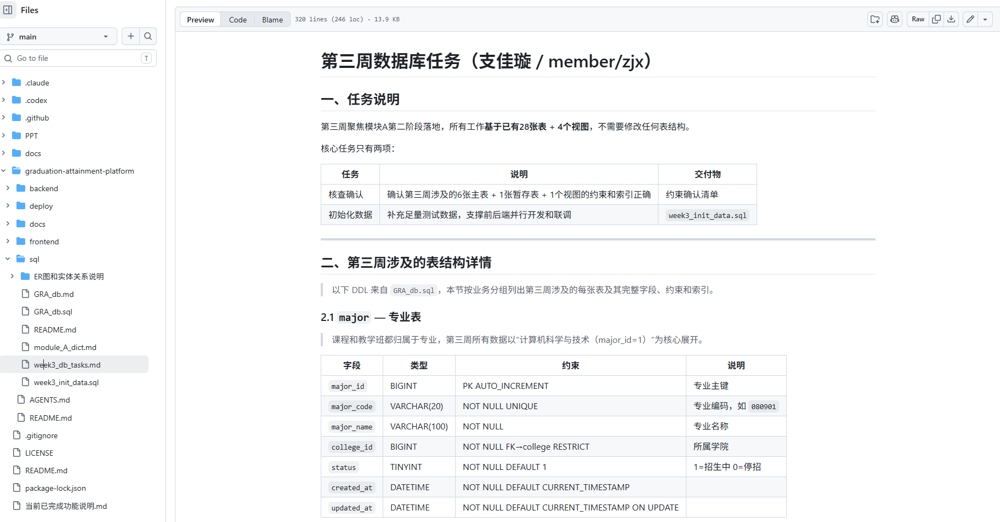 Files
main
Go to file
T
.claude
.codex
.github
PPT
docs
graduation-attainment-platform
backend
deploy
docs
frontend
sql
ER图和实体关系说明
GRA_db.md
GRA_db.sql
README.md
module_A_dict.md
week3_db_tasks.md
week3_init_data.sql
AGENTS.md
README.md
.gitignore
LICENSE
README.md
package-lock.json
当前已完成功能说明.md
Preview Code Blame 320 lines (246 loc) · 13.9 KB Raw
第三周数据库任务（支佳璇 / member/zjx）
一、任务说明
第三周聚焦模块A第二阶段落地，所有工作基于已有28张表 + 4个视图，不需要修改任何表结构。
核心任务只有两项：
任务 说明 交付物
核查确认 确认第三周涉及的6张主表 + 1张暂存表 + 1个视图的约束和索引正确 约束确认清单
初始化数据 补充足量测试数据，支撑前后端并行开发和联调 week3_init_data.sql
二、第三周涉及的表结构详情
以下 DDL 来自 GRA_db.sql，本节按业务分组列出第三周涉及的每张表及其完整字段、约束和索引。
2.1 major — 专业表
课程和教学班都归属于专业，第三周所有数据以"计算机科学与技术（major_id=1）"为核心展开。
字段 类型 约束 说明
major_id BIGINT PK AUTO_INCREMENT 专业主键
major_code VARCHAR(20) NOT NULL UNIQUE 专业编码，如 080901
major_name VARCHAR(100) NOT NULL 专业名称
college_id BIGINT NOT NULL FK→college RESTRICT 所属学院
status TINYINT NOT NULL DEFAULT 1 1=招生中 0=停招
created_at DATETIME NOT NULL DEFAULT CURRENT_TIMESTAMP
updated_at DATETIME NOT NULL DEFAULT CURRENT_TIMESTAMP ON UPDATE